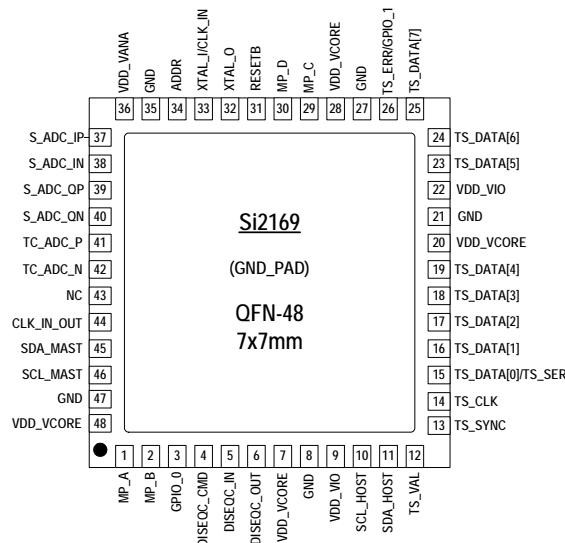 VDD_VANA
GND
ADDR
XTAL_I/CLK_IN
XTAL_O
RESETB
MP_D
MP_C
VDD_VCORE
GND
TS_ERR/GPIO_1
TS_DATA[7]
36 35 34 33 32 31 30 29 28 27 26 25
S_ADC_IP 37
S_ADC_IN 38
S_ADC_QP 39
S_ADC_QN 40
TC_ADC_P 41
TC_ADC_N 42
NC 43
CLK_IN_OUT 44
SDA_MAST 45
SCL_MAST 46
GND 47
VDD_VCORE 48
Si2169
(GND_PAD)
QFN-48
7x7mm
24 TS_DATA[6]
23 TS_DATA[5]
22 VDD_VIO
21 GND
20 VDD_VCORE
19 TS_DATA[4]
18 TS_DATA[3]
17 TS_DATA[2]
16 TS_DATA[1]
15 TS_DATA[0]/TS_SER
14 TS_CLK
13 TS_SYNC
1 2 3 4 5 6 7 8 9 10 11 12
MP_A
MP_B
GPIO_0
DISEQC_CMD
DISEQC_IN
DISEQC_OUT
VDD_VCORE
GND
VDD_VIO
SCL_HOST
SDA_HOST
TS_VAL